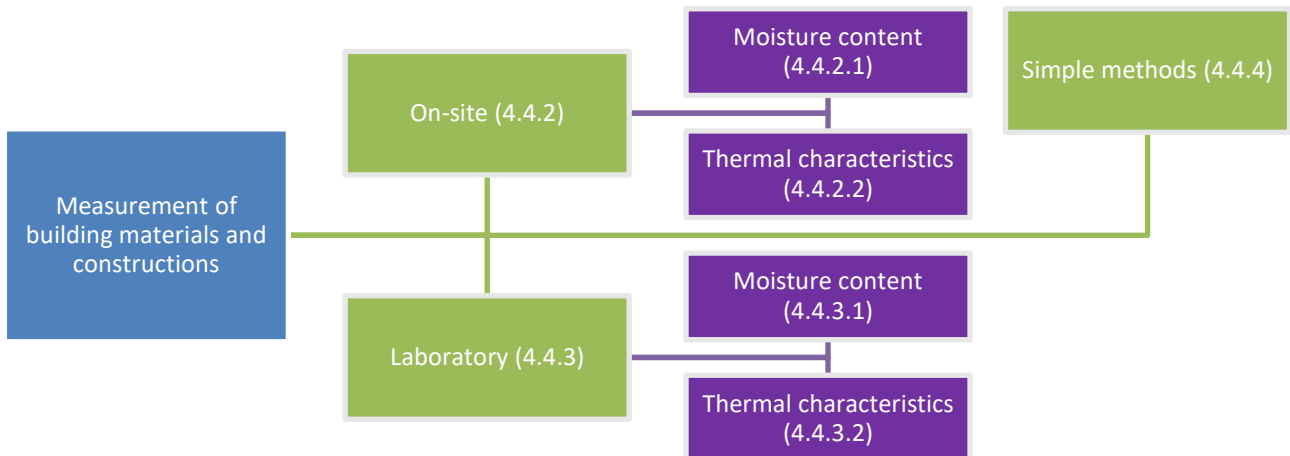 Measurement of
building materials and
constructions
On-site (4.4.2)
Moisture content
(4.4.2.1)
Thermal characteristics
(4.4.2.2)
Laboratory (4.4.3)
Moisture content
(4.4.3.1)
Thermal characteristics
(4.4.3.2)
Simple methods (4.4.4)